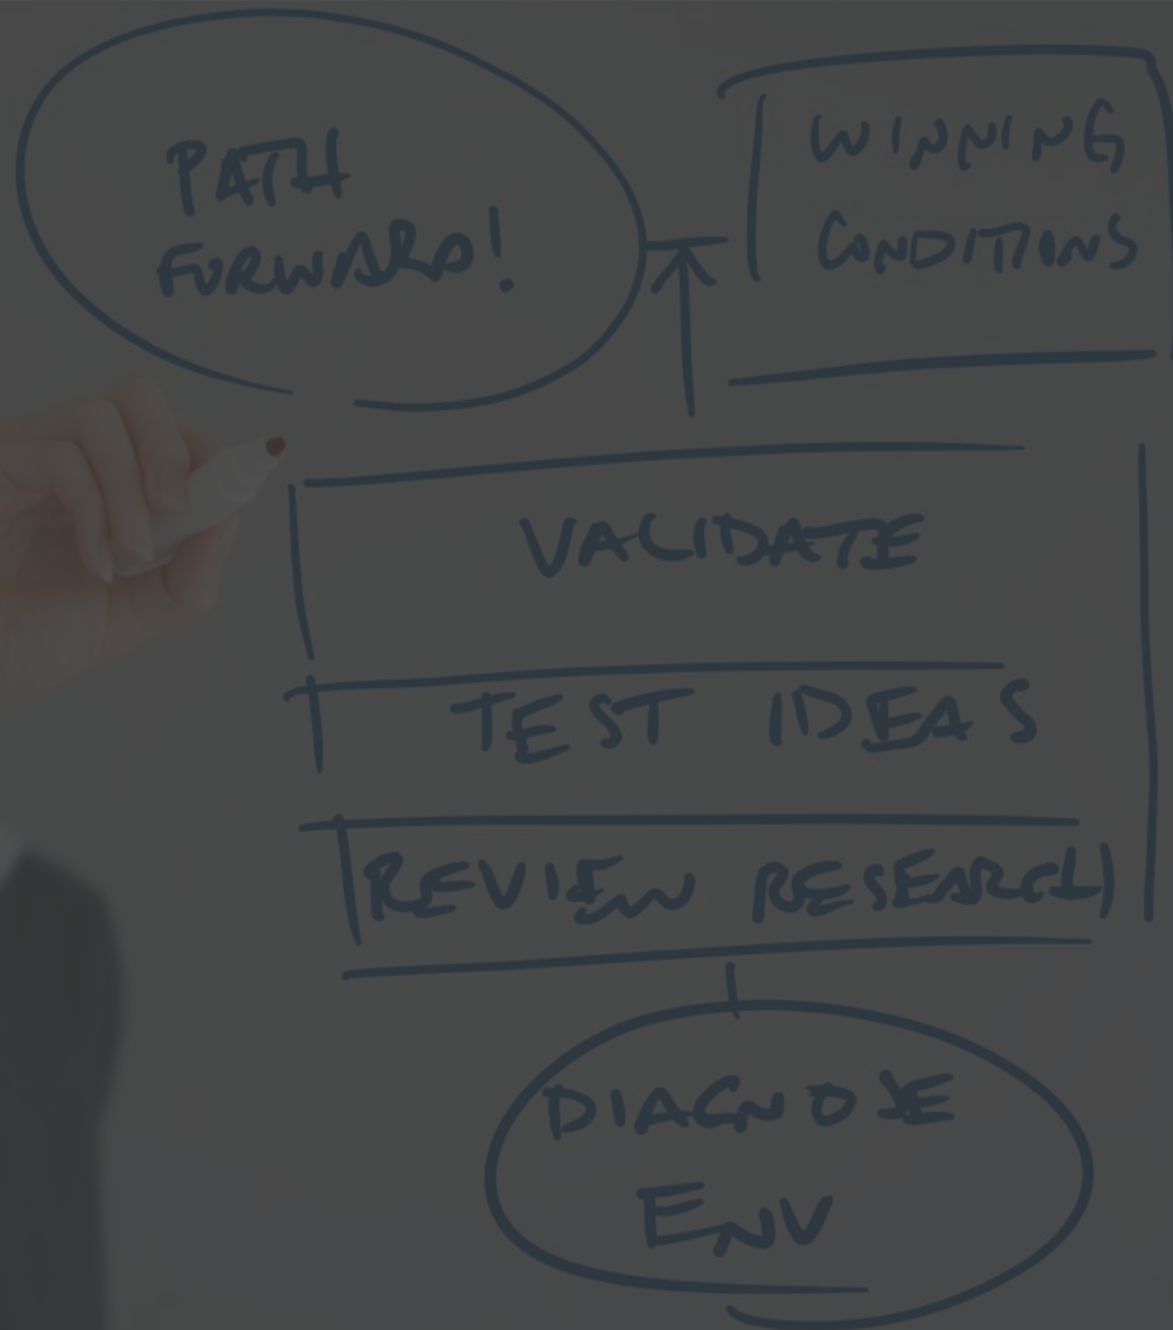 PATH
FORWARD!
WINNING
CONDITIONS
VALIDATE
TEST IDEAS
REVIEW RESEARCH
DIAGNOSE
ENV